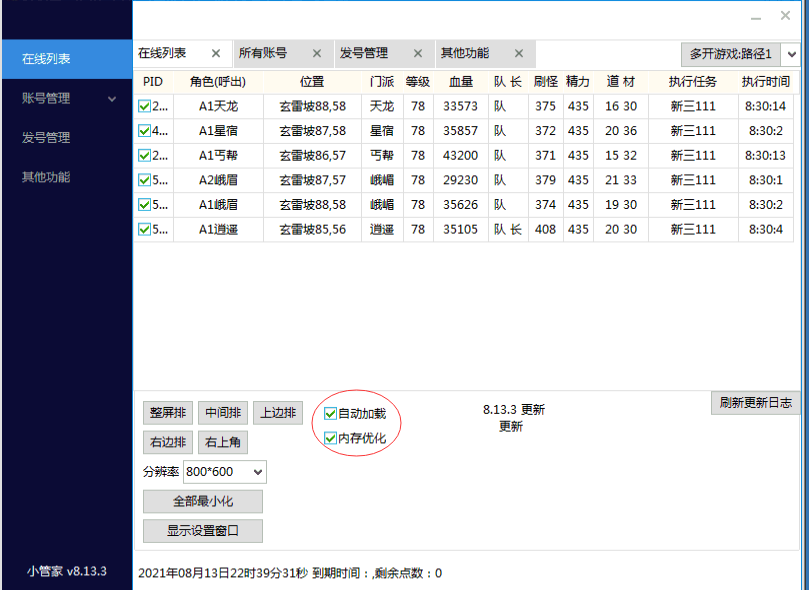 在线列表
账号管理
发号管理
其他功能
小管家 v8.13.3
在线列表 所有账号 发号管理 其他功能 多开游戏:路径1
PID 角色(呼出) 位置 门派 等级 血量 队 长 刷怪 精力 道 材 执行任务 执行时间
2... A1天龙 玄雷坡88,58 天龙 78 33573 队 375 435 16 30 新三111 8:30:14
4... A1星宿 玄雷坡87,58 星宿 78 35857 队 372 435 20 36 新三111 8:30:2
2... A1丐帮 玄雷坡86,57 丐帮 78 43200 队 371 435 15 32 新三111 8:30:13
5... A2峨眉 玄雷坡87,57 峨嵋 78 29230 队 379 435 21 33 新三111 8:30:1
5... A1峨眉 玄雷坡88,58 峨嵋 78 35626 队 374 435 19 30 新三111 8:30:2
5... A1逍遥 玄雷坡85,56 逍遥 78 35105 队 长 408 435 20 30 新三111 8:30:4
整屏排 中间排 上边排
右边排 右上角
分辨率 800*600
全部最小化
显示设置窗口
自动加载
内存优化
8.13.3 更新
更新
刷新更新日志
2021年08月13日22时39分31秒 到期时间：,剩余点数：0